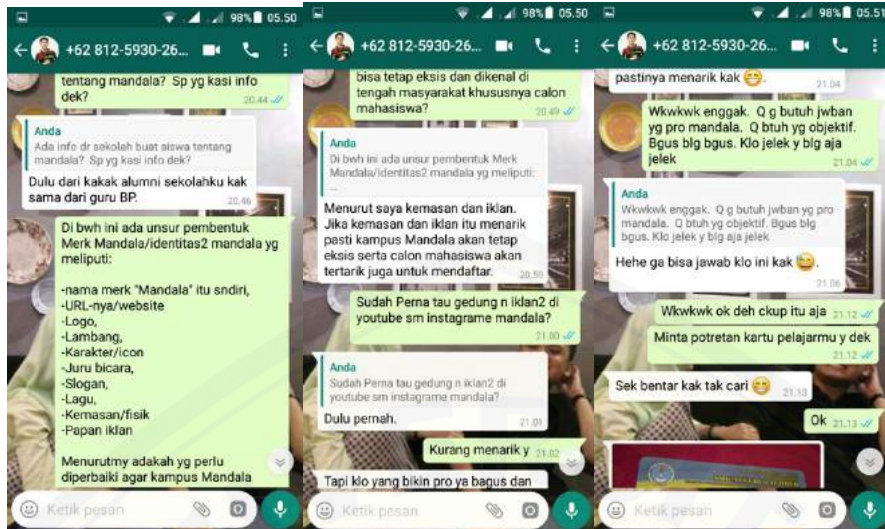 98% 05.50
+62 812-5930-26...
tentang mandala? Sp yg kasi info
dek?
20.44
Anda
Ada info dr sekolah buat siswa tentang
mandala? Sp yg kasi info dek?
Dulu dari kakak alumni sekolahku kak
sama dari guru BP.
20.46
Di bwh ini ada unsur pembentuk
Merk Mandala/identitas2 mandala yg
meliputi:
-nama merk "Mandala" itu sndiri,
-URL-nya/website
-Logo,
-Lambang,
-Karakter/icon
-Juru bicara,
-Slogan,
-Lagu,
-Kemasan/fisik
-Papan iklan
Menurutmy adakah yg perlu
diperbaiki agar kampus Mandala
Ketik pesan
98% 05.50
+62 812-5930-26...
bisa tetap eksis dan dikenal di
tengah masyarakat khususnya calon
mahasiswa?
20.49
Anda
Di bwh ini ada unsur pembentuk Merk
Mandala/identitas2 mandala yg meliputi:
...
Menurut saya kemasan dan iklan.
Jika kemasan dan iklan itu menarik
pasti kampus Mandala akan tetap
eksis serta calon mahasiswa akan
tertarik juga untuk mendaftar.
20.59
Sudah Perna tau gedung n iklan2 di
youtube sm instagrame mandala?
21.00
Anda
Sudah Perna tau gedung n iklan2 di
youtube sm instagrame mandala?
Dulu pernah.
21.01
Kurang menarik y
21.02
Tapi klo yang bikin pro ya bagus dan
Ketik pesan
98% 05.51
+62 812-5930-26...
pastinya menarik kak 😄.
21.04
Wkwkwk enggak. Q g butuh jwban
yg pro mandala. Q btuh yg objektif.
Bgus blg bgus. Klo jelek y blg aja
jelek
21.04
Anda
Wkwkwk enggak. Q g butuh jwban yg pro
mandala. Q btuh yg objektif. Bgus blg
bgus. Klo jelek y blg aja jelek
Hehe ga bisa jawab klo ini kak 😅.
21.06
Wkwkwk ok deh ckup itu aja
21.12
Minta potretan kartu pelajarmu y dek
21.12
Sek bentar kak tak cari 😄
21.13
Ok
21.13
Ketik pesan